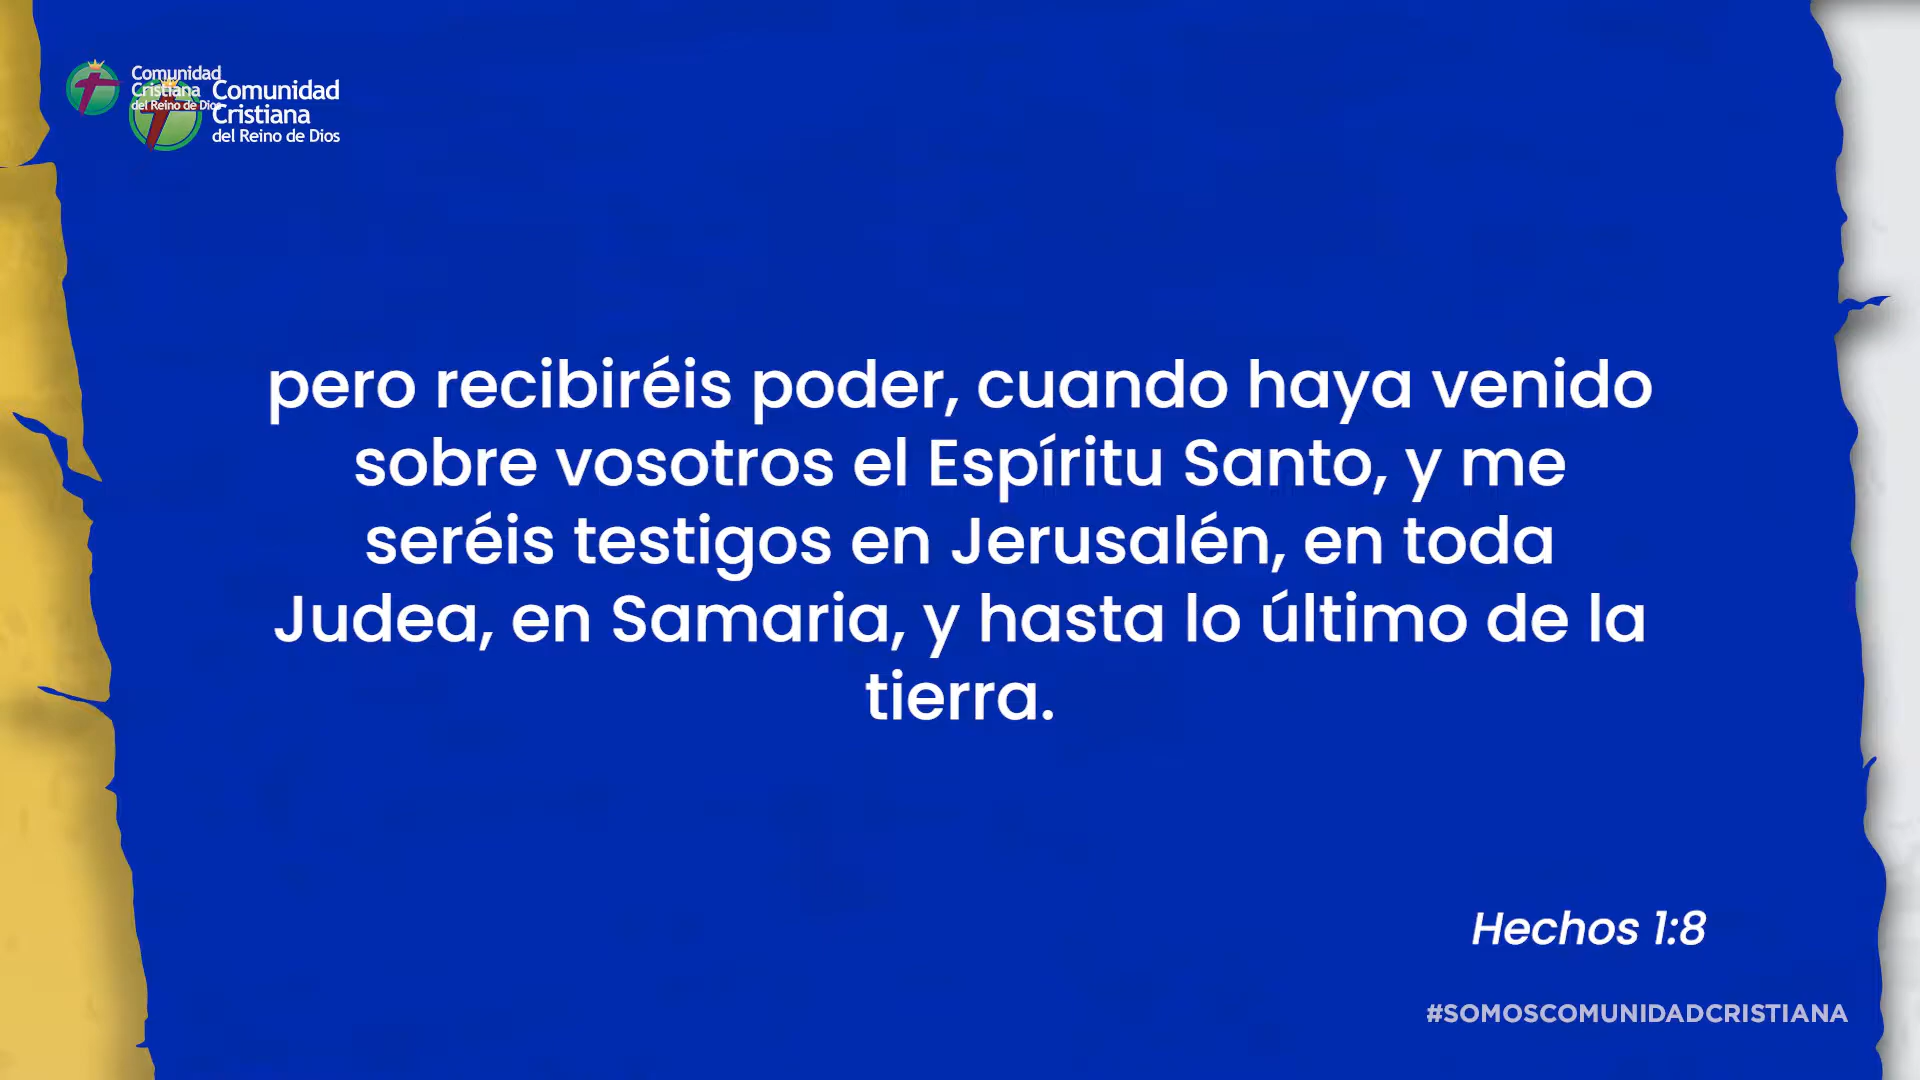 Comunidad
Cristiana
del Reino de Dios
Comunidad
Cristiana
del Reino de Dios
pero recibiréis poder, cuando haya venido
sobre vosotros el Espíritu Santo, y me
seréis testigos en Jerusalén, en toda
Judea, en Samaria, y hasta lo último de la
tierra.
Hechos 1:8
#SOMOSCOMUNIDADCRISTIANA